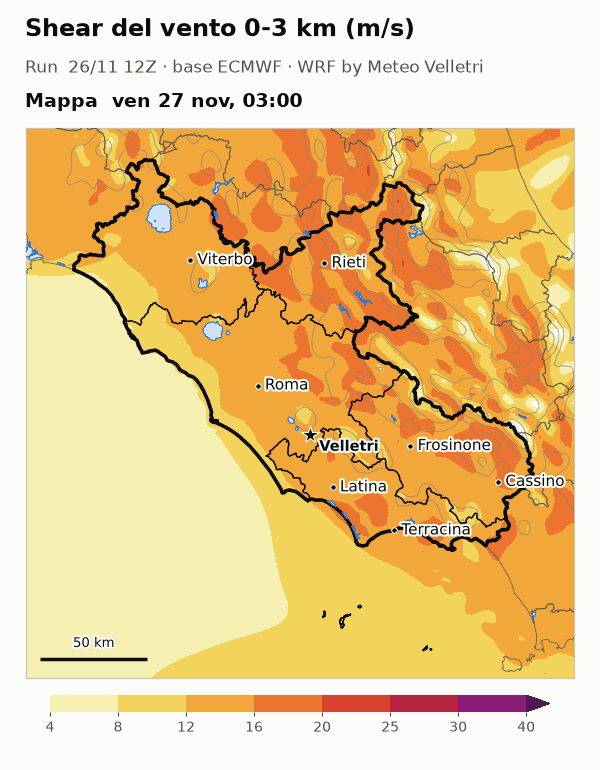 Shear del vento 0-3 km (m/s)
Run 26/11 12Z · base ECMWF · WRF by Meteo Velletri
Mappa ven 27 nov, 03:00
Viterbo
Rieti
Roma
Velletri
Frosinone
Cassino
Latina
Terracina
50 km
4 8 12 16 20 25 30 40